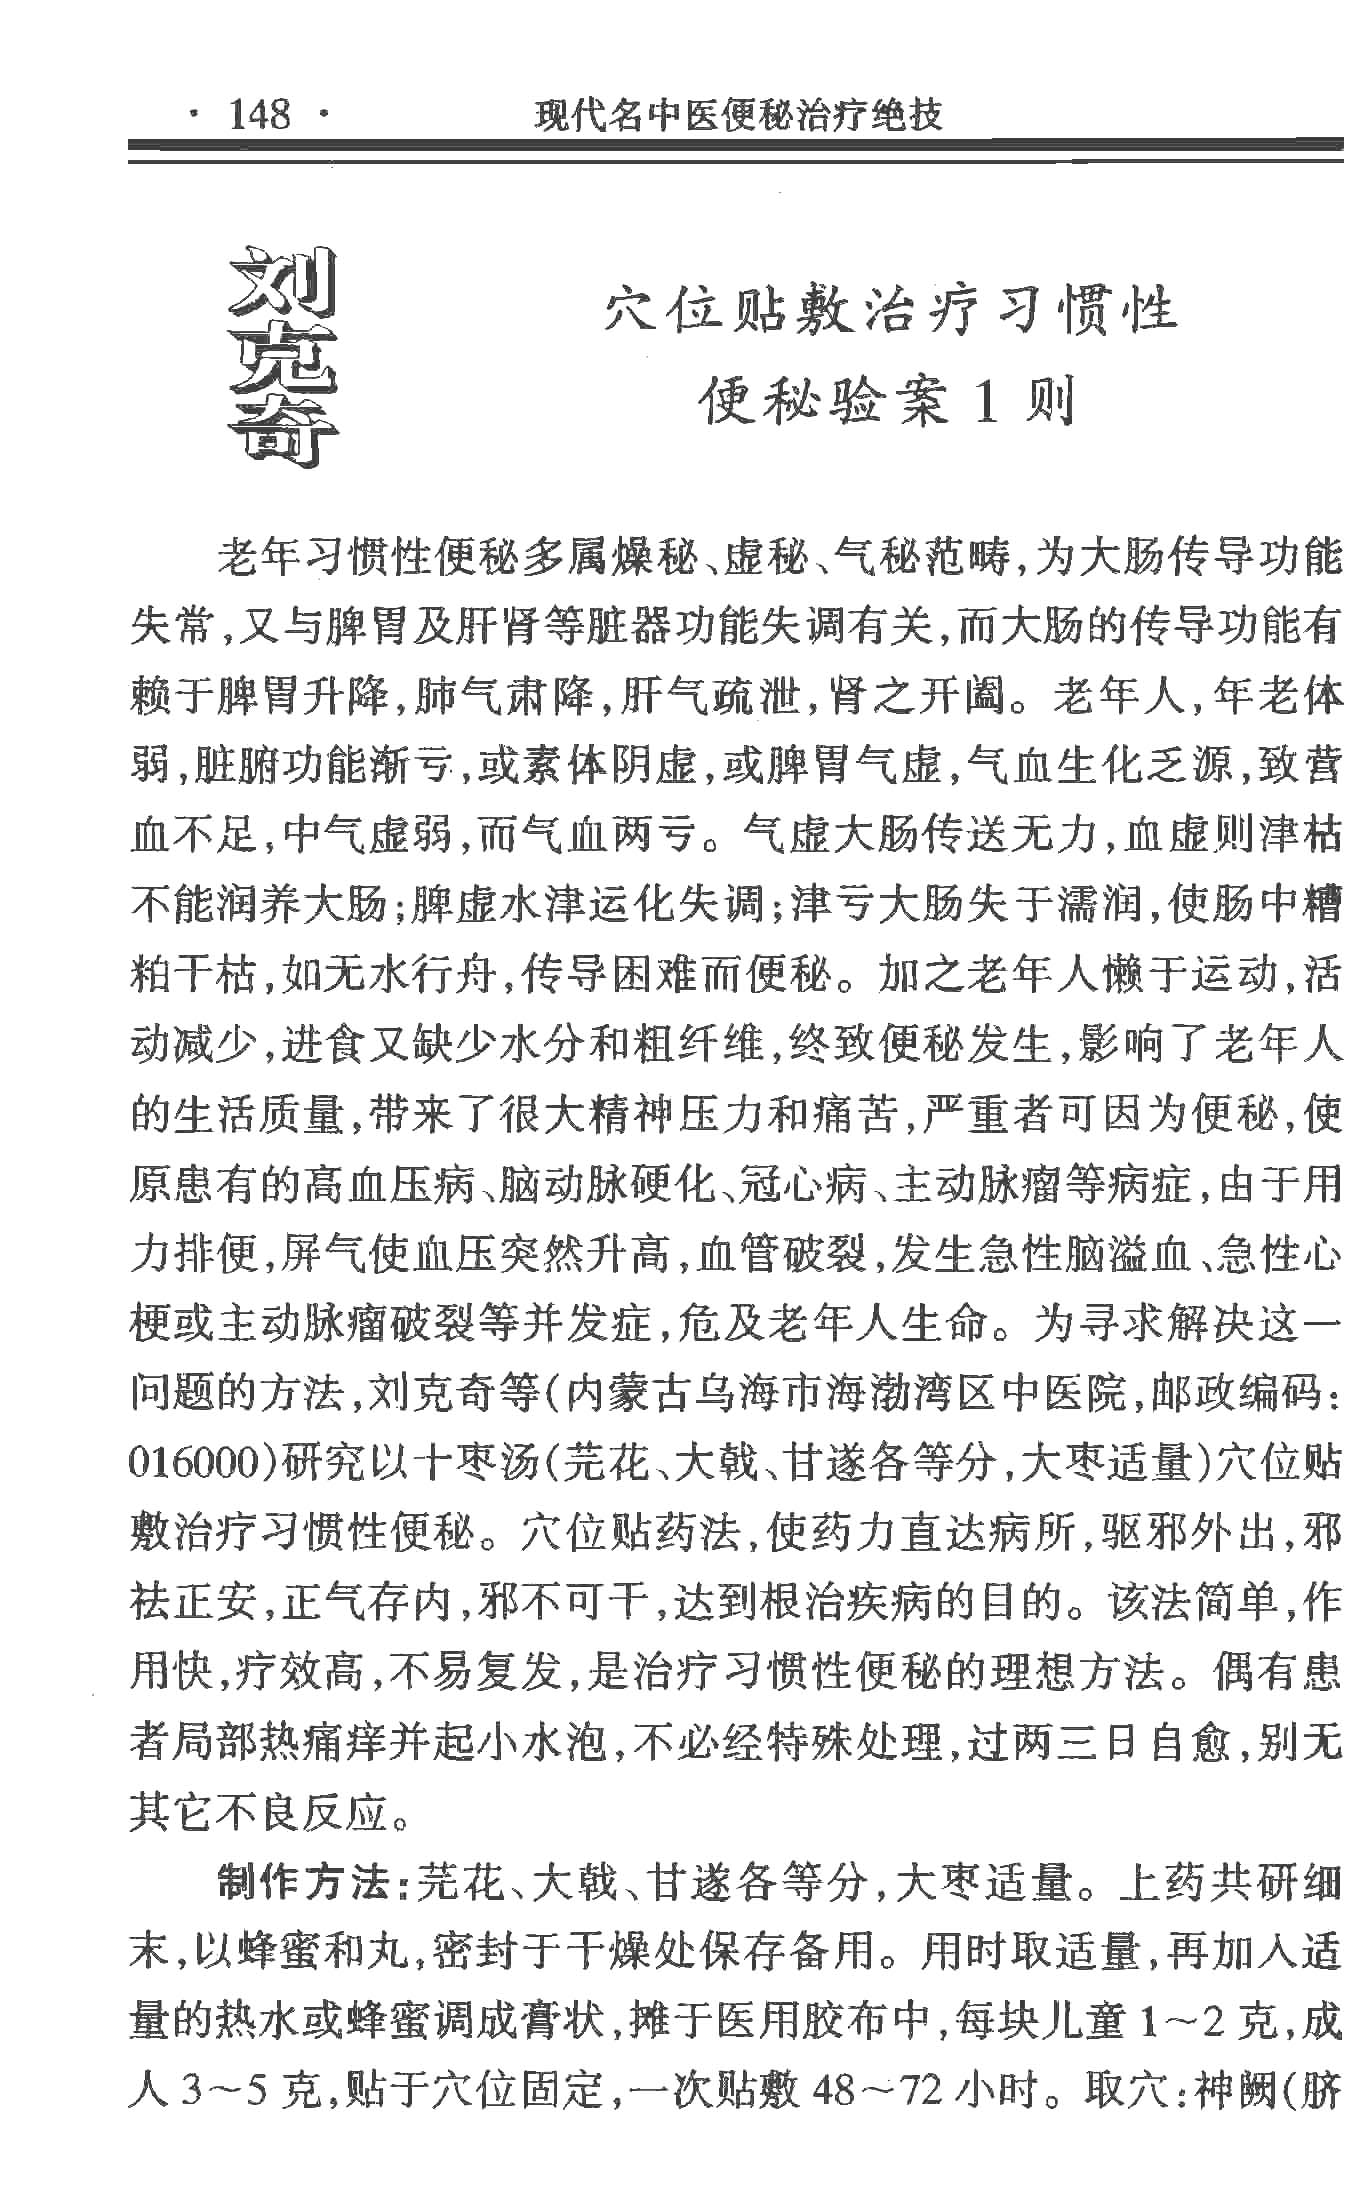 · 148 · 现代名中医便秘治疗绝技
刘克奇
穴位贴敷治疗习惯性
便秘验案1则
老年习惯性便秘多属燥秘、虚秘、气秘范畴,为大肠传导功能
失常,又与脾胃及肝肾等脏器功能失调有关,而大肠的传导功能有
赖于脾胃升降,肺气肃降,肝气疏泄,肾之开阖。老年人,年老体
弱,脏腑功能渐亏,或素体阴虚,或脾胃气虚,气血生化乏源,致营
血不足,中气虚弱,而气血两亏。气虚大肠传送无力,血虚则津枯
不能润养大肠;脾虚水津运化失调;津亏大肠失于濡润,使肠中糟
粕干枯,如无水行舟,传导困难而便秘。加之老年人懒于运动,活
动减少,进食又缺少水分和粗纤维,终致便秘发生,影响了老年人
的生活质量,带来了很大精神压力和痛苦,严重者可因为便秘,使
原患有的高血压病、脑动脉硬化、冠心病、主动脉瘤等病症,由于用
力排便,屏气使血压突然升高,血管破裂,发生急性脑溢血、急性心
梗或主动脉瘤破裂等并发症,危及老年人生命。为寻求解决这一
问题的方法,刘克奇等(内蒙古乌海市海渤湾区中医院,邮政编码:
016000)研究以十枣汤(芫花、大戟、甘遂各等分,大枣适量)穴位贴
敷治疗习惯性便秘。穴位贴药法,使药力直达病所,驱邪外出,邪
祛正安,正气存内,邪不可干,达到根治疾病的目的。该法简单,作
用快,疗效高,不易复发,是治疗习惯性便秘的理想方法。偶有患
者局部热痛痒并起小水泡,不必经特殊处理,过两三日自愈,别无
其它不良反应。
制作方法:芫花、大戟、甘遂各等分,大枣适量。上药共研细
末,以蜂蜜和丸,密封于干燥处保存备用。用时取适量,再加入适
量的热水或蜂蜜调成膏状,摊于医用胶布中,每块儿童1~2克,成
人3~5克,贴于穴位固定,一次贴敷48~72小时。取穴:神阙(脐